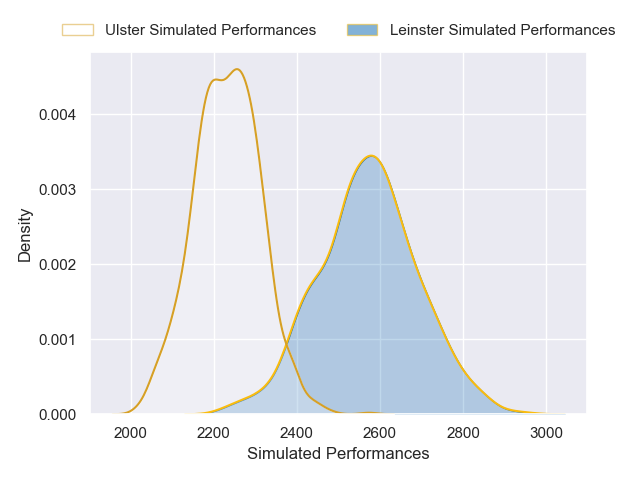 Ulster Simulated Performances Leinster Simulated Performances
0.004
0.003
0.002
0.001
0.000
2000 2200 2400 2600 2800 3000
Density
Simulated Performances